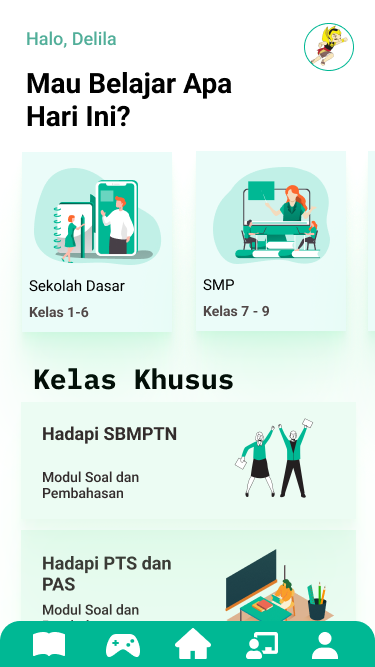 Halo, Delila
Mau Belajar Apa
Hari Ini?
Sekolah Dasar
Kelas 1-6
SMP
Kelas 7 - 9
Kelas Khusus
Hadapi SBMPTN
Modul Soal dan
Pembahasan
Hadapi PTS dan
PAS
Modul Soal dan